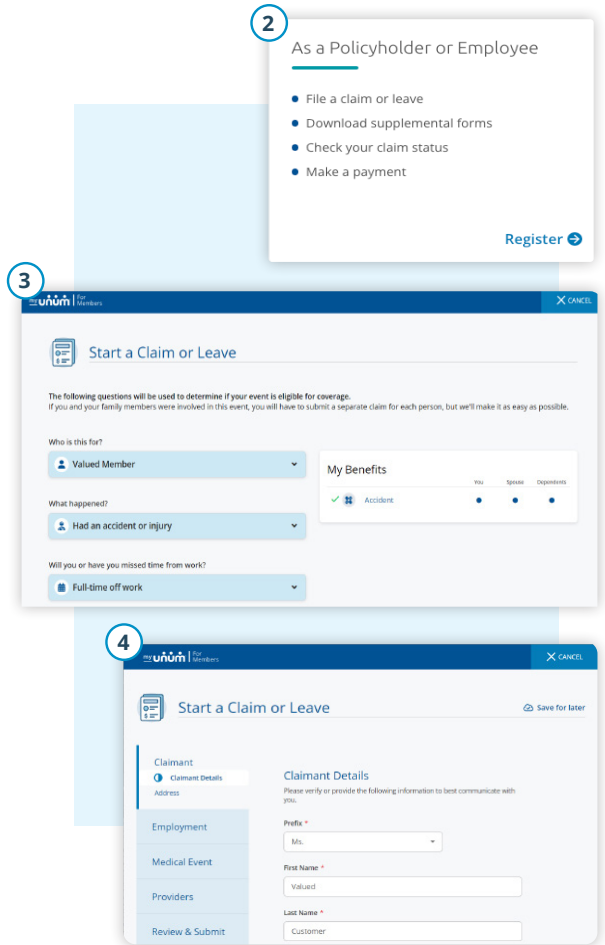 2
As a Policyholder or Employee
File a claim or leave
Download supplemental forms
Check your claim status
Make a payment
Register
3
my unum | For Members
CANCEL
Start a Claim or Leave
The following questions will be used to determine if your event is eligible for coverage.
If you and your family members were involved in this event, you will have to submit a separate claim for each person, but we'll make it as easy as possible.
Who is this for?
Valued Member
What happened?
Had an accident or injury
Will you or have you missed time from work?
Full-time off work
My Benefits
You Spouse Dependents
Accident
4
my unum | For Members
CANCEL
Start a Claim or Leave
Save for later
Claimant
Claimant Details
Address
Employment
Medical Event
Providers
Review & Submit
Claimant Details
Please verify or provide the following information to best communicate with
you.
Prefix *
Ms.
First Name *
Valued
Last Name *
Customer